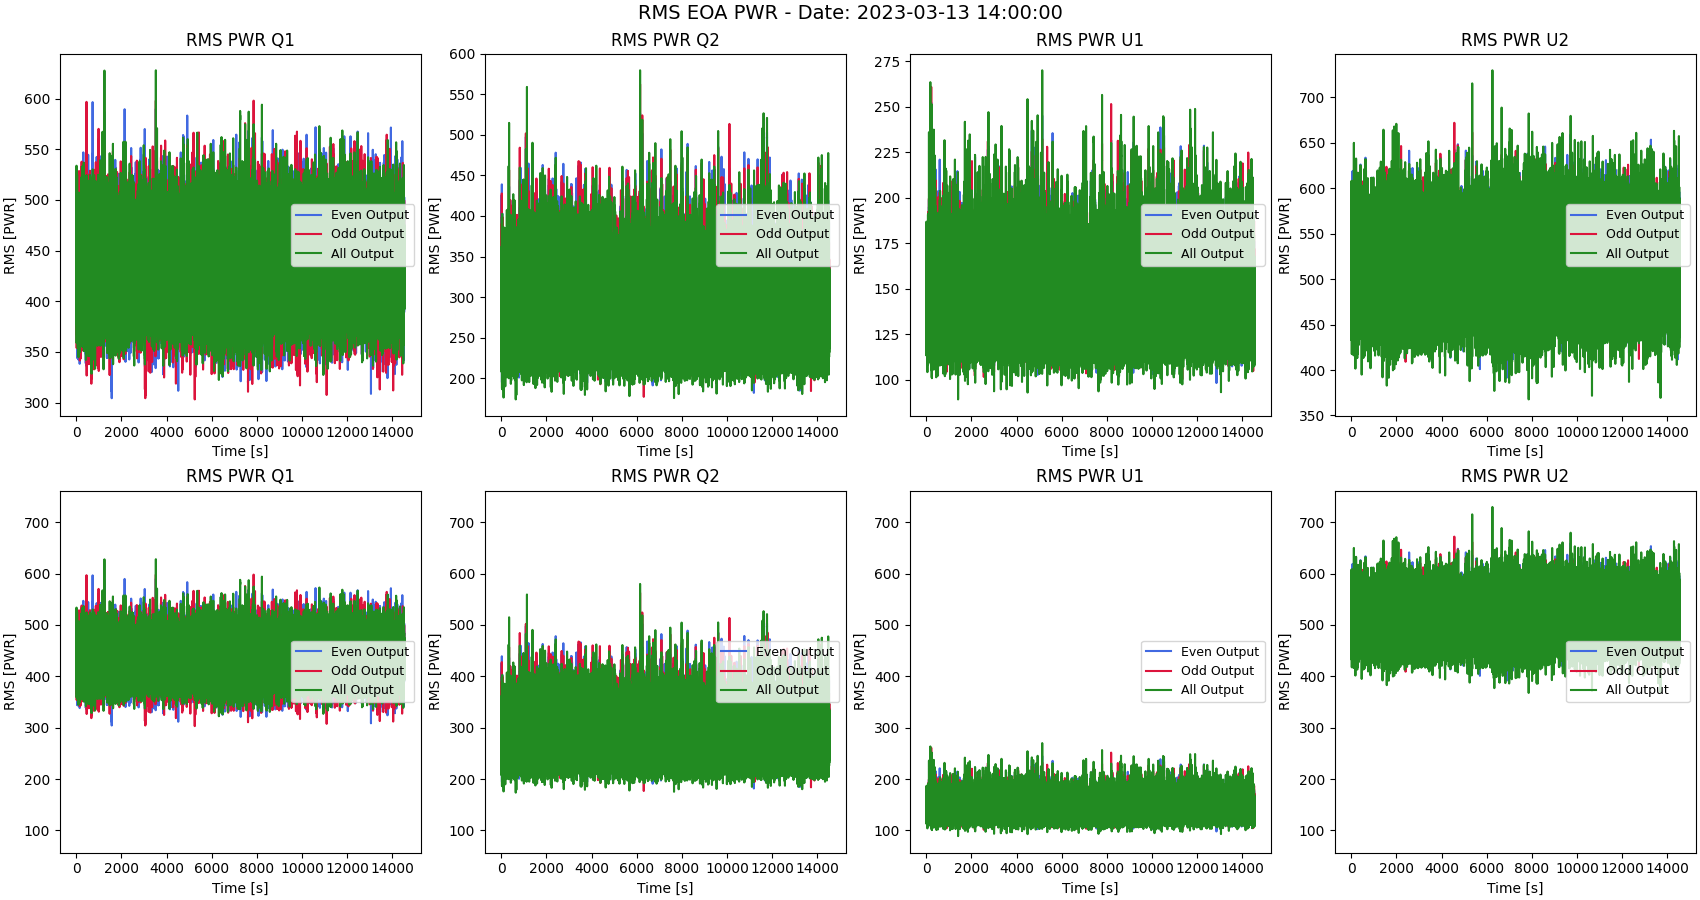 RMS EOA PWR - Date: 2023-03-13 14:00:00
RMS PWR Q1
RMS [PWR]
600
550
500
450
400
350
300
Even Output
Odd Output
All Output
0 2000 4000 6000 8000 10000 12000 14000
Time [s]
RMS PWR Q2
RMS [PWR]
600
550
500
450
400
350
300
250
200
Even Output
Odd Output
All Output
0 2000 4000 6000 8000 10000 12000 14000
Time [s]
RMS PWR U1
RMS [PWR]
275
250
225
200
175
150
125
100
Even Output
Odd Output
All Output
0 2000 4000 6000 8000 10000 12000 14000
Time [s]
RMS PWR U2
RMS [PWR]
700
650
600
550
500
450
400
350
Even Output
Odd Output
All Output
0 2000 4000 6000 8000 10000 12000 14000
Time [s]
RMS PWR Q1
RMS [PWR]
700
600
500
400
300
200
100
Even Output
Odd Output
All Output
0 2000 4000 6000 8000 10000 12000 14000
Time [s]
RMS PWR Q2
RMS [PWR]
700
600
500
400
300
200
100
Even Output
Odd Output
All Output
0 2000 4000 6000 8000 10000 12000 14000
Time [s]
RMS PWR U1
RMS [PWR]
700
600
500
400
300
200
100
Even Output
Odd Output
All Output
0 2000 4000 6000 8000 10000 12000 14000
Time [s]
RMS PWR U2
RMS [PWR]
700
600
500
400
300
200
100
Even Output
Odd Output
All Output
0 2000 4000 6000 8000 10000 12000 14000
Time [s]